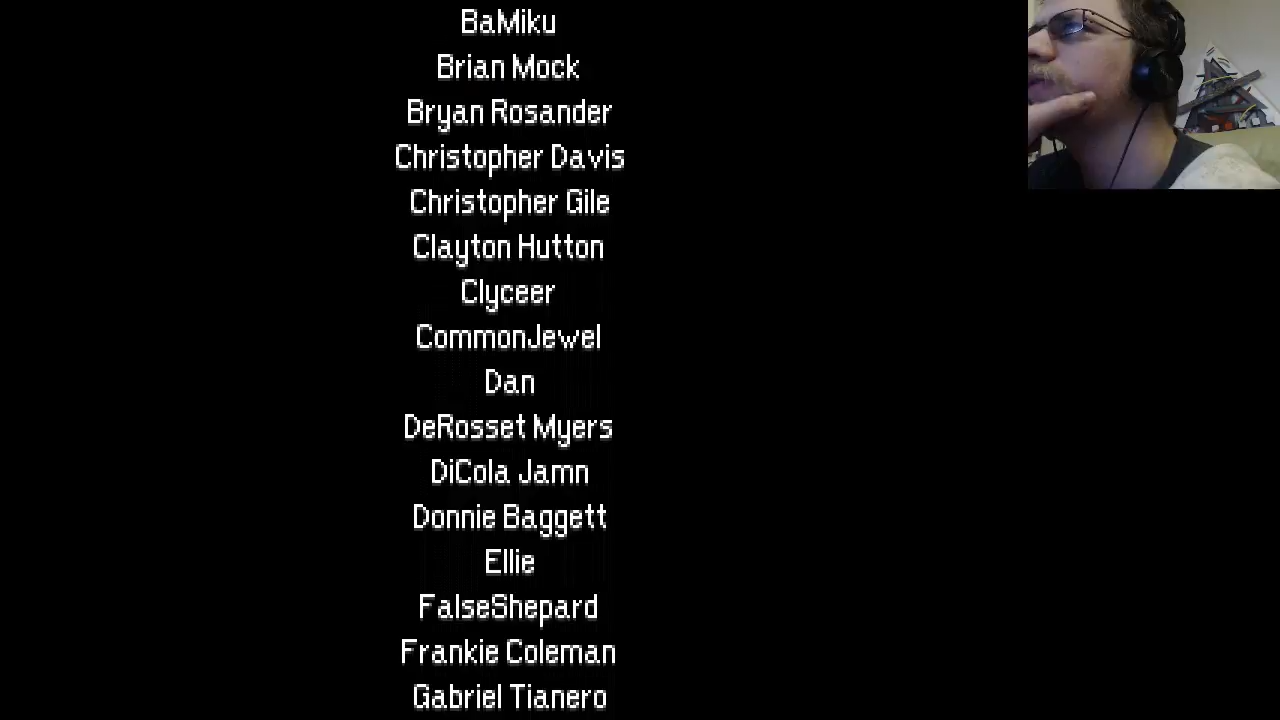 BaMiku
Brian Mock
Bryan Rosander
Christopher Davis
Christopher Gile
Clayton Hutton
Clyceer
CommonJewel
Dan
DeRosset Myers
DiCola Jamn
Donnie Baggett
Ellie
FalseShepard
Frankie Coleman
Gabriel Tianero